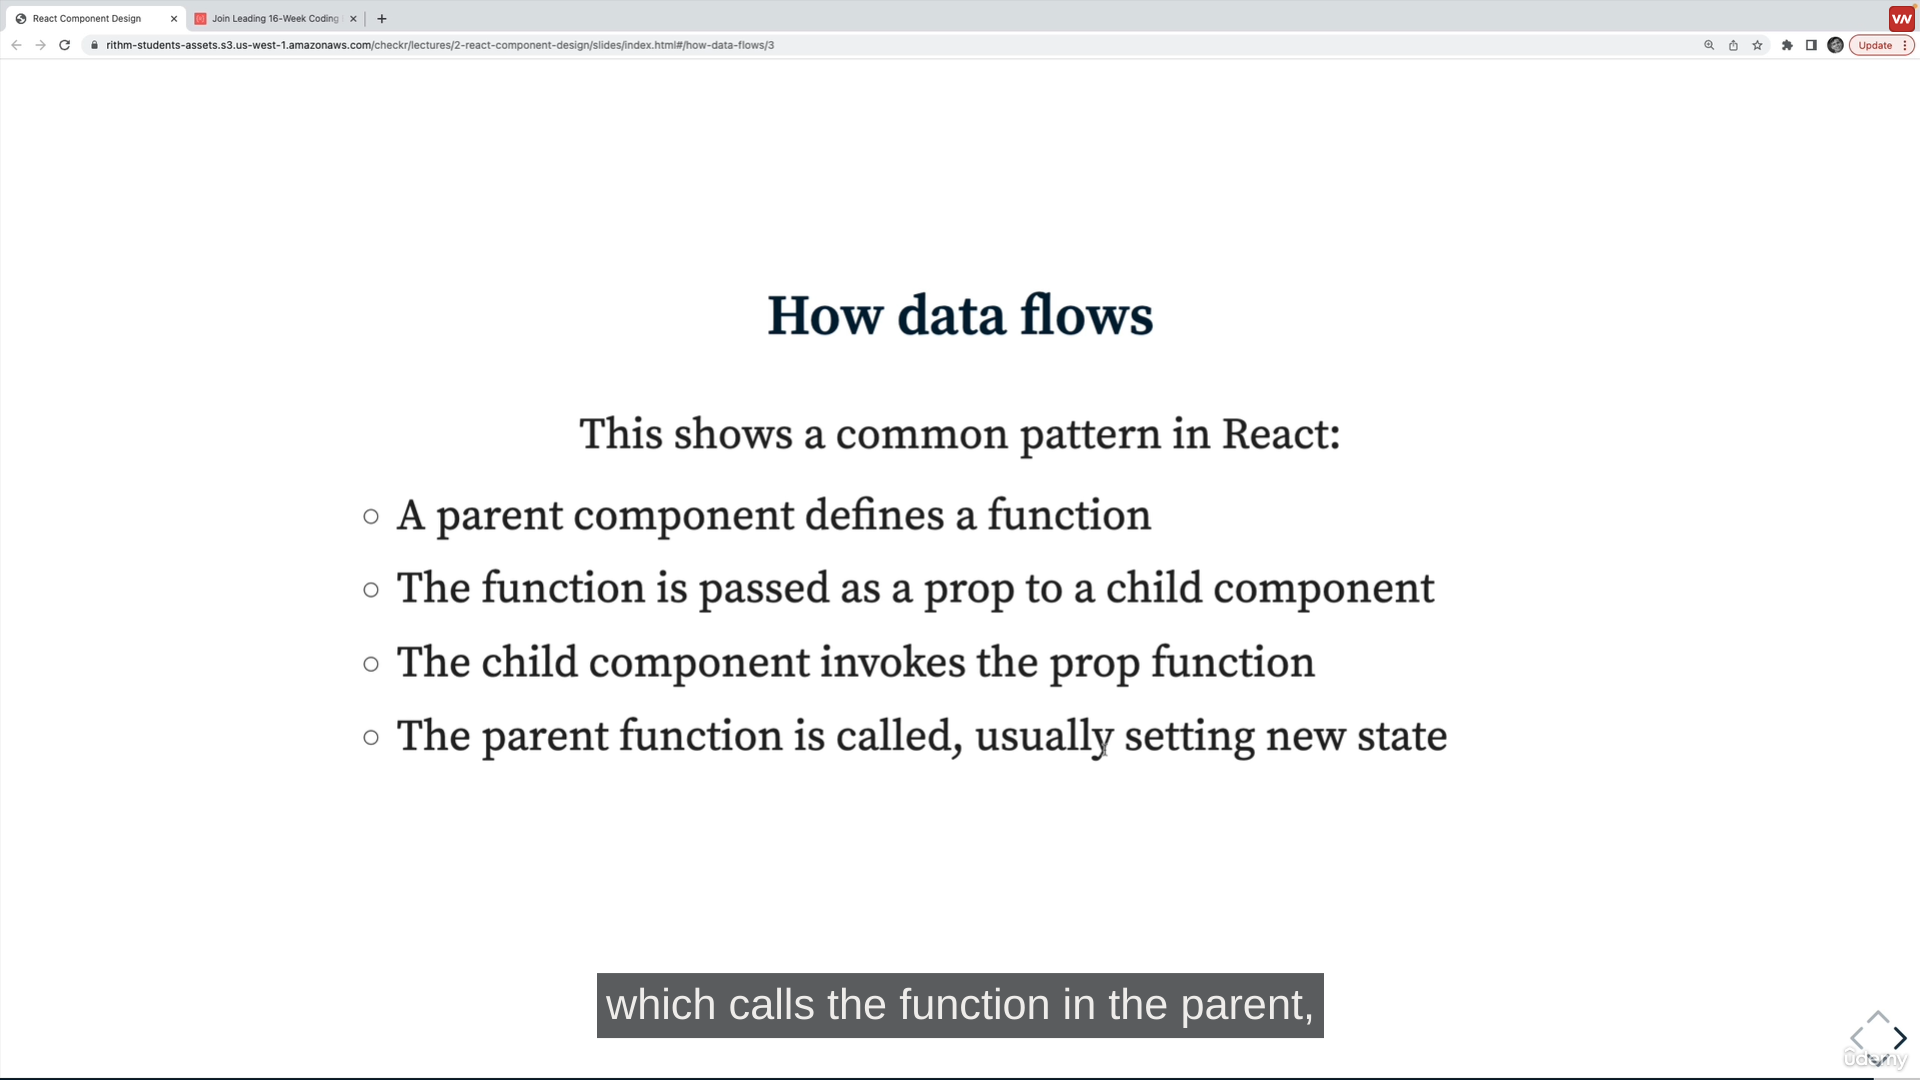 React Component Design
Join Leading 16-Week Coding
rithm-students-assets.s3.us-west-1.amazonaws.com/checkr/lectures/2-react-component-design/slides/index.html#/how-data-flows/3
Update
How data flows
This shows a common pattern in React:
A parent component defines a function
The function is passed as a prop to a child component
The child component invokes the prop function
The parent function is called, usually setting new state
which calls the function in the parent,
ûdemy